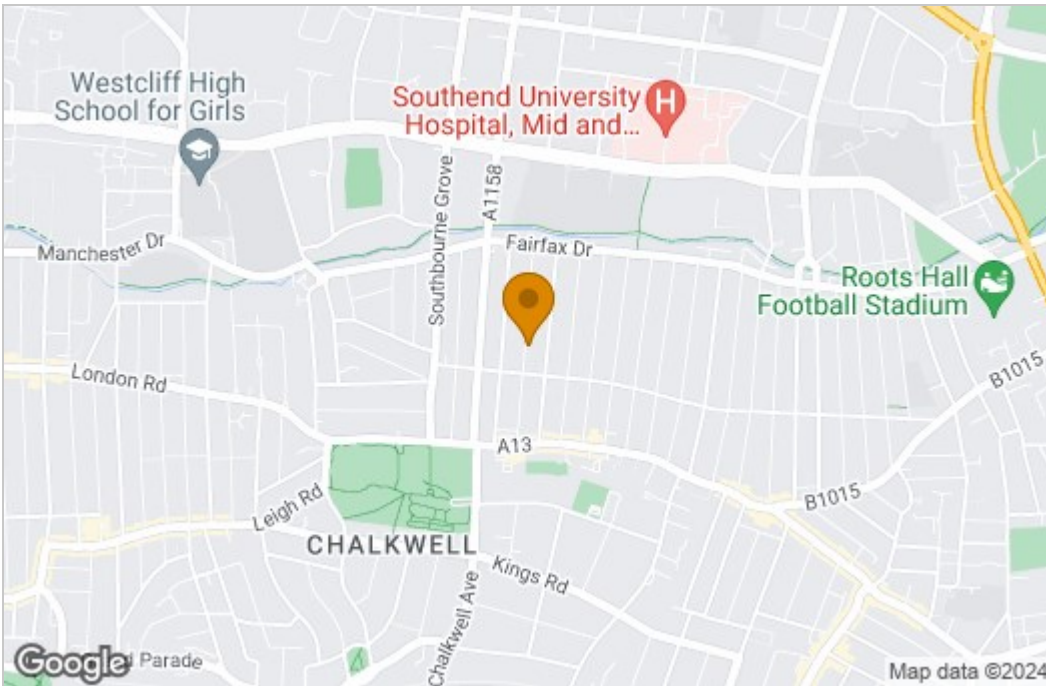 Westcliff High
School for Girls
Southend University
Hospital, Mid and...
H
Southbourne Grove
A1158
Manchester Dr
Fairfax Dr
Roots Hall
Football Stadium
London Rd
B1015
A13
B1015
Leigh Rd
CHALKWELL
Kings Rd
Chalkwell Ave
Parade
Google
Map data ©2024